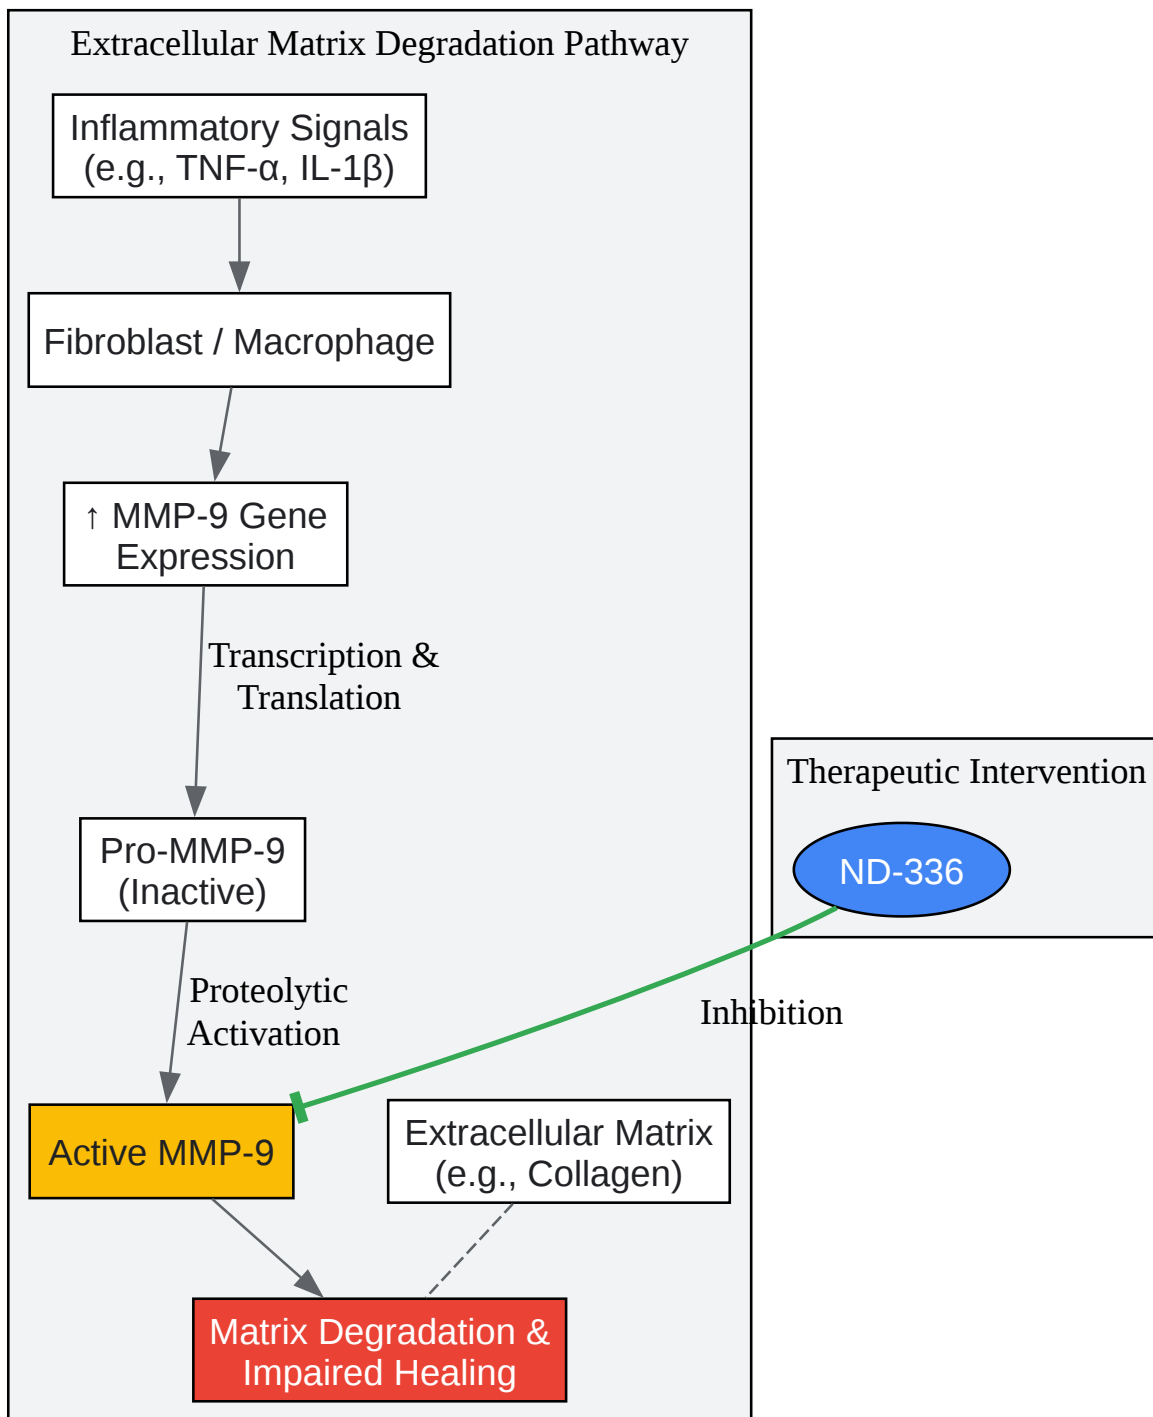 Extracellular Matrix Degradation Pathway
Inflammatory Signals
(e.g., TNF-α, IL-1β)
Fibroblast / Macrophage
↑ MMP-9 Gene
Expression
Transcription &
Translation
Therapeutic Intervention
Pro-MMP-9
(Inactive)
ND-336
Proteolytic
Activation
Inhibition
Active MMP-9
Extracellular Matrix
(e.g., Collagen)
Matrix Degradation &
Impaired Healing